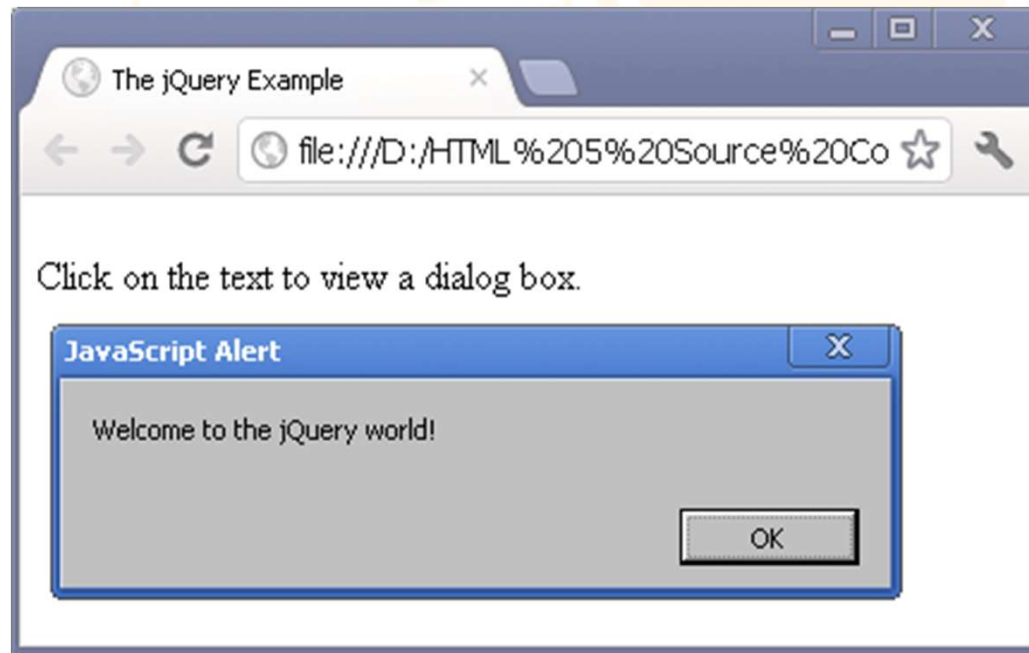 The jQuery Example
file:///D:/HTML%205%20Source%20Co
Click on the text to view a dialog box.
JavaScript Alert
Welcome to the jQuery world!
OK